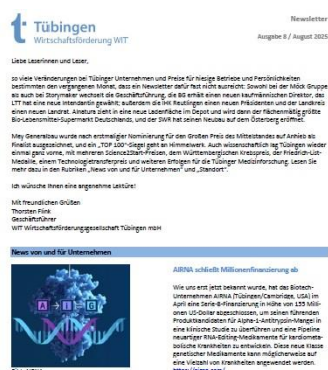 Newsletter
Tübingen
Wirtschaftsförderung WIT
Ausgabe 8 / August 2025
Liebe Leserinnen und Leser,
so viele Veränderungen bei Tübinger Unternehmen und Preise für hiesige Betriebe und Persönlichkeiten
bestimmten den vergangenen Monat, dass ein Newsletter dafür fast nicht ausreicht: Sowohl bei der Möck Gruppe
als auch bei Storymaker wechselt die Geschäftsführung, die BG erhält einen neuen kaufmännischen Direktor, das
LTT hat eine neue Intendantin gewählt; außerdem die IHK Reutlingen einen neuen Präsidenten und der Landkreis
einen neuen Landrat. Alnatura zieht in eine neue Ladenfläche im Depot und wird dann der flächenmäßig größte
Bio-Lebensmittel-Supermarkt Deutschlands, und der SWR hat seinen Neubau auf dem Österberg eröffnet.
Mey Generalbau wurde nach erstmaliger Nominierung für den Großen Preis des Mittelstandes auf Anhieb als
Finalist ausgezeichnet, und ein „TOP 100“-Siegel geht an Himmelwerk. Auch wissenschaftlich lag Tübingen wieder
einmal ganz vorne, mit mehreren Science2Start-Preisen, dem Württembergischen Krebspreis, der Friedrich-List-
Medaille, einem Technologietransferpreis und weiteren Erfolgen für die Tübinger Medizinforschung. Lesen Sie
mehr dazu in den Rubriken „News von und für Unternehmen“ und „Standort“.
Ich wünsche Ihnen eine angenehme Lektüre!
Mit freundlichen Grüßen
Thorsten Flink
Geschäftsführer
WIT Wirtschaftsförderungsgesellschaft Tübingen mbH
News von und für Unternehmen
A I G
AIRNA schließt Millionenfinanzierung ab
Wie uns erst jetzt bekannt wurde, hat das Biotech-
Unternehmen AIRNA (Tübingen/Cambridge, USA) im
April eine Serie-B-Finanzierung in Höhe von 155 Milli-
onen US-Dollar abgeschlossen, um seinen führenden
Produktkandidaten für Alpha-1-Antitrypsin-Mangel in
eine klinische Studie zu überführen und eine Pipeline
neuartiger RNA-Editing-Medikamente für kardiometa-
bolische Krankheiten zu entwickeln. Diese neue Klasse
genetischer Medikamente kann möglicherweise auf
eine Vielzahl von Krankheiten angewendet werden.